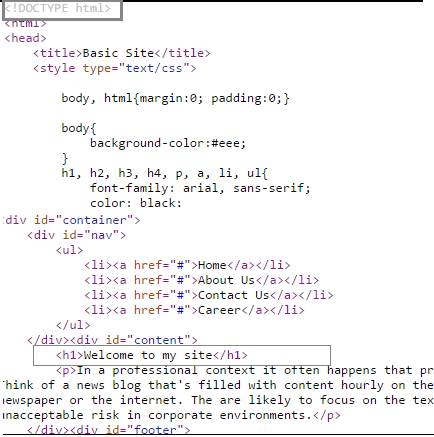 <!DOCTYPE html>
<html>
<head>
<title>Basic Site</title>
<style type="text/css">
body, html{margin:0; padding:0;}
body{
background-color:#eee;
}
h1, h2, h3, h4, p, a, li, ul{
font-family: arial, sans-serif;
color: black;
div id="container">
<div id="nav">
<ul>
<li><a href="#">Home</a></li>
<li><a href="#">About Us</a></li>
<li><a href="#">Contact Us</a></li>
<li><a href="#">Career</a></li>
</ul>
</div><div id="content">
<h1>Welcome to my site</h1>
<p>In a professional context it often happens that pr
Think of a news blog that's filled with content hourly on the
newspaper or the internet. The are likely to focus on the tex
unacceptable risk in corporate environments.</p>
</div><div id="footer">